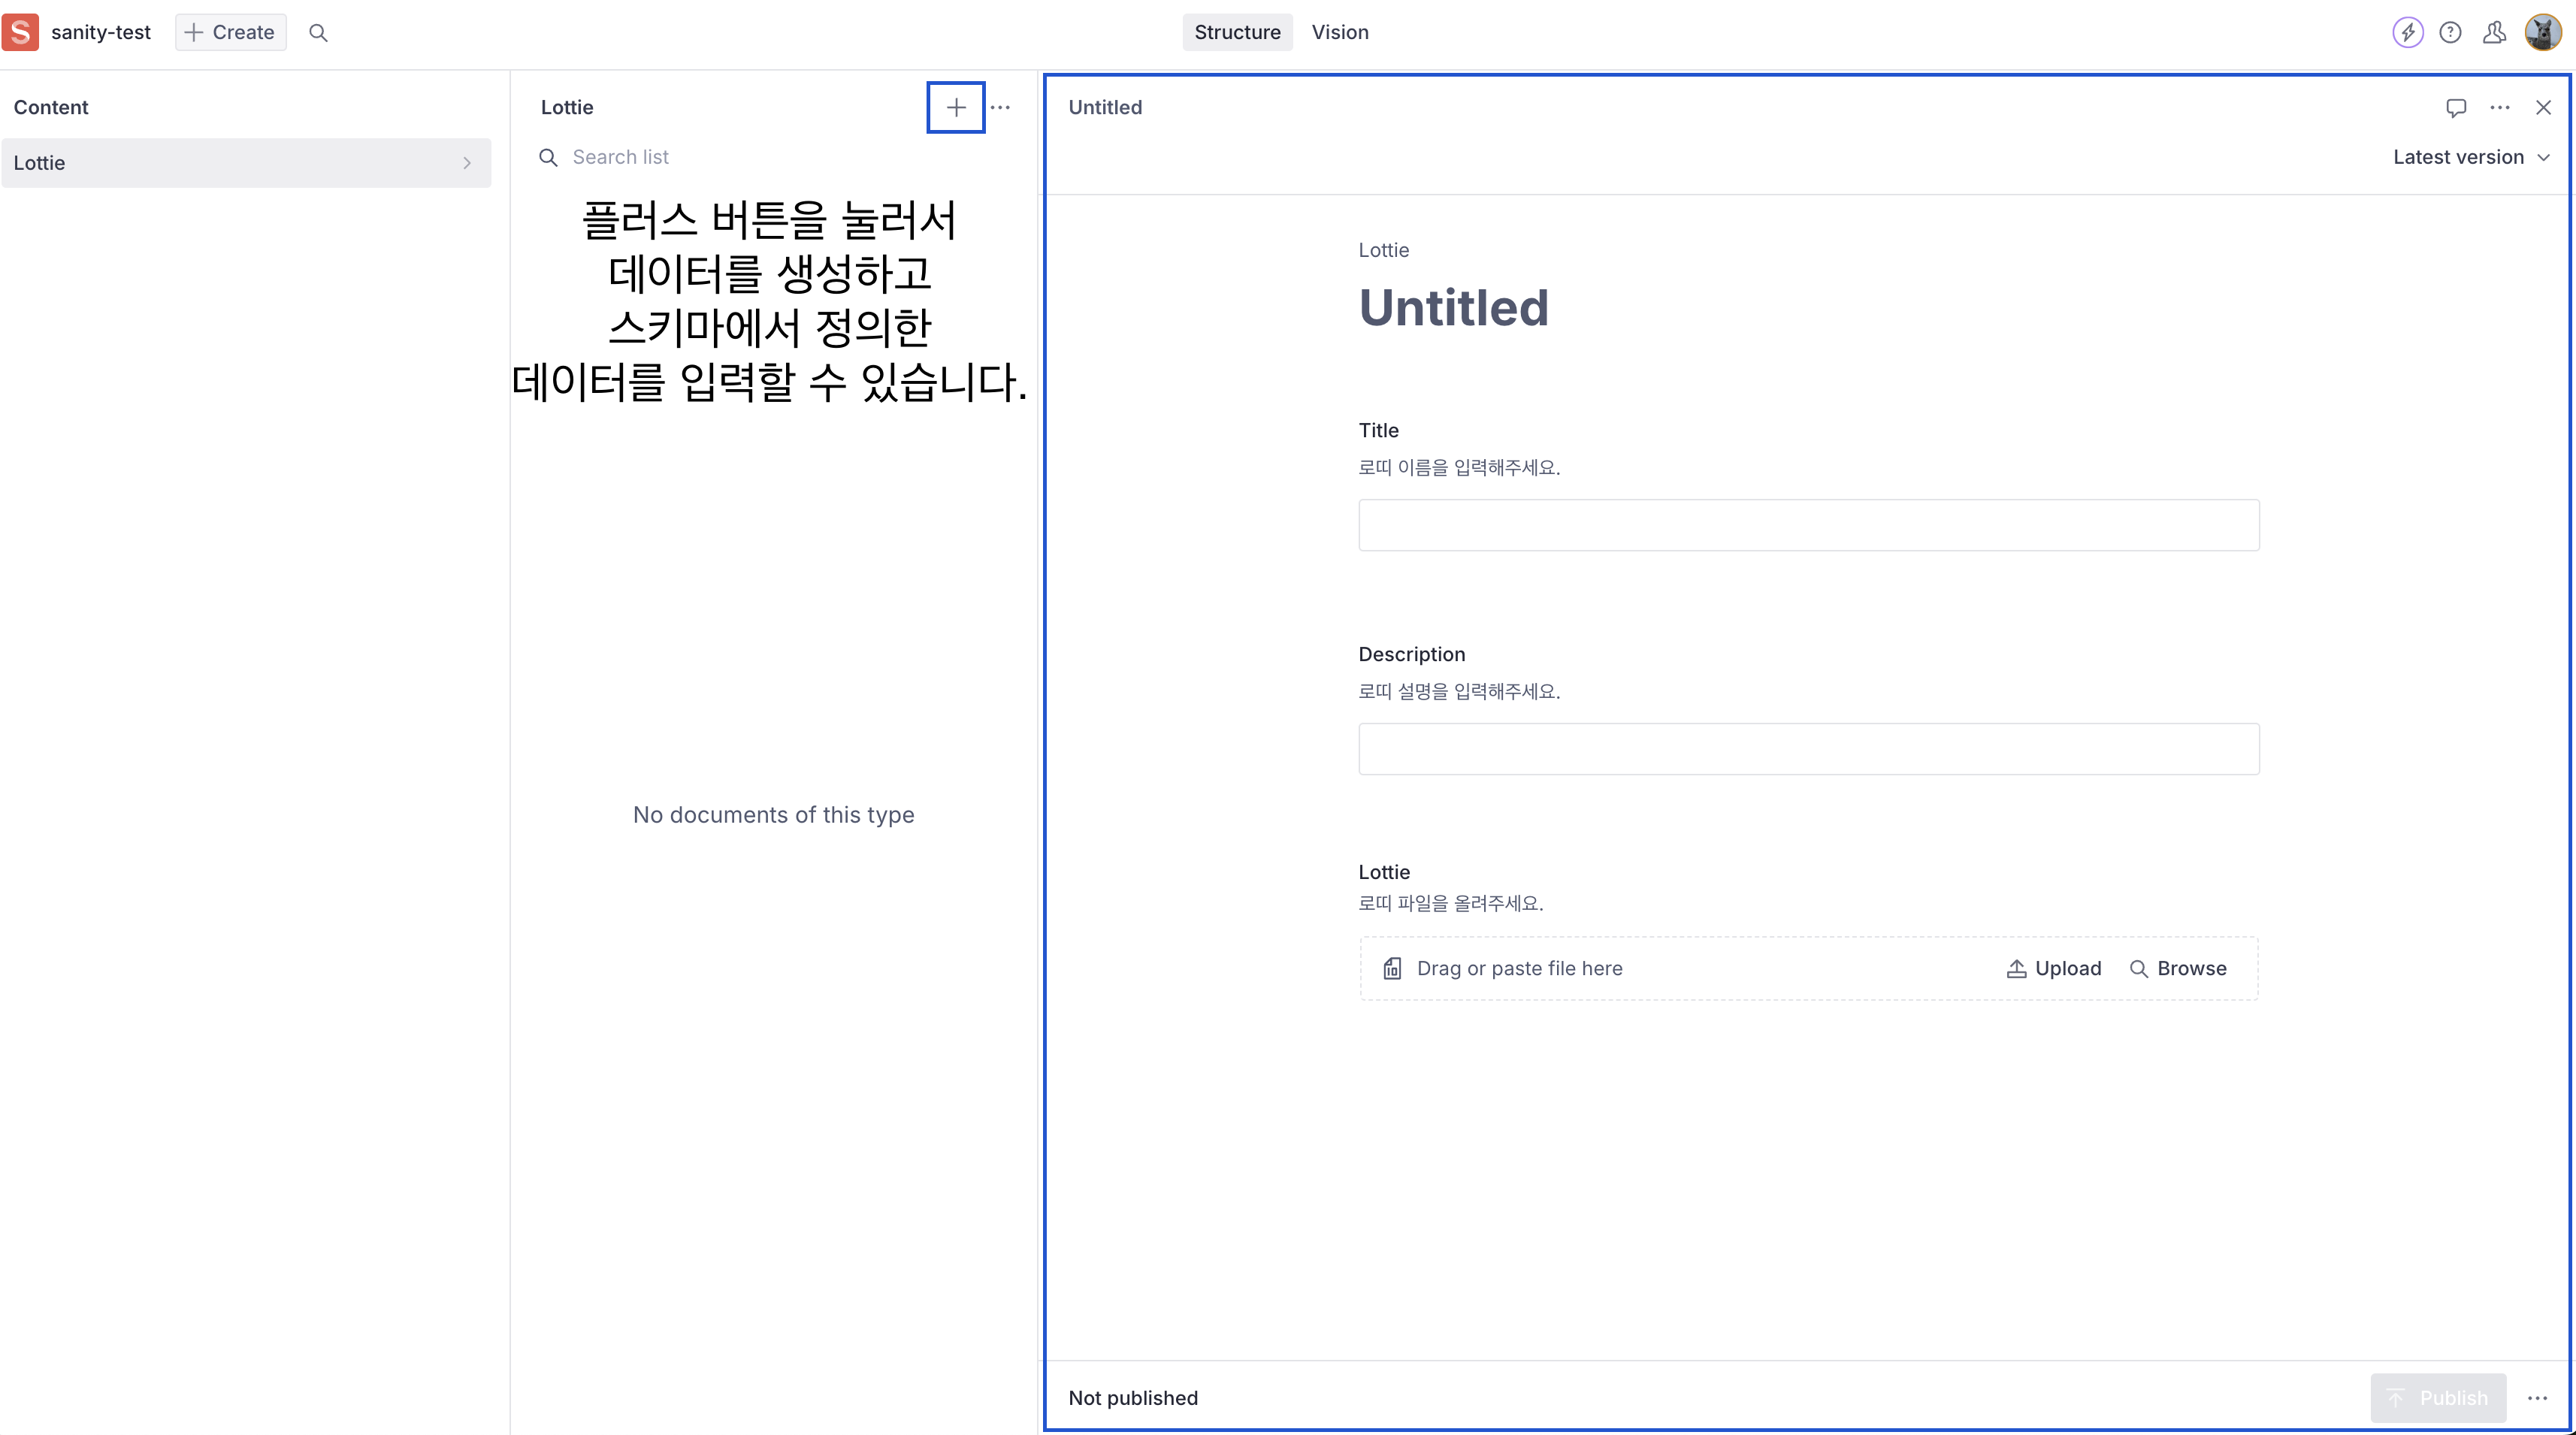 S sanity-test Create Structure Vision
Content
Lottie
Lottie
Search list
플러스 버튼을 눌러서
데이터를 생성하고
스키마에서 정의한
데이터를 입력할 수 있습니다.
No documents of this type
Untitled
Latest version
Lottie
Untitled
Title
로띠 이름을 입력해주세요.
Description
로띠 설명을 입력해주세요.
Lottie
로띠 파일을 올려주세요.
Drag or paste file here Upload Browse
Not published Publish